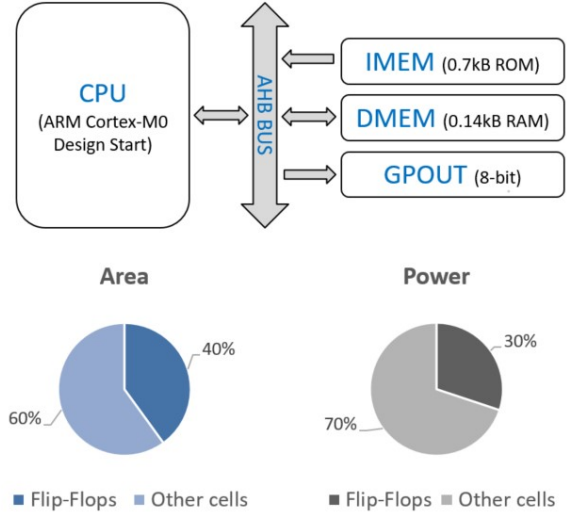 CPU
(ARM Cortex-M0
Design Start)
AHB BUS
IMEM (0.7kB ROM)
DMEM (0.14kB RAM)
GPOUT (8-bit)
Area
40%
60%
Flip-Flops Other cells
Power
30%
70%
Flip-Flops Other cells